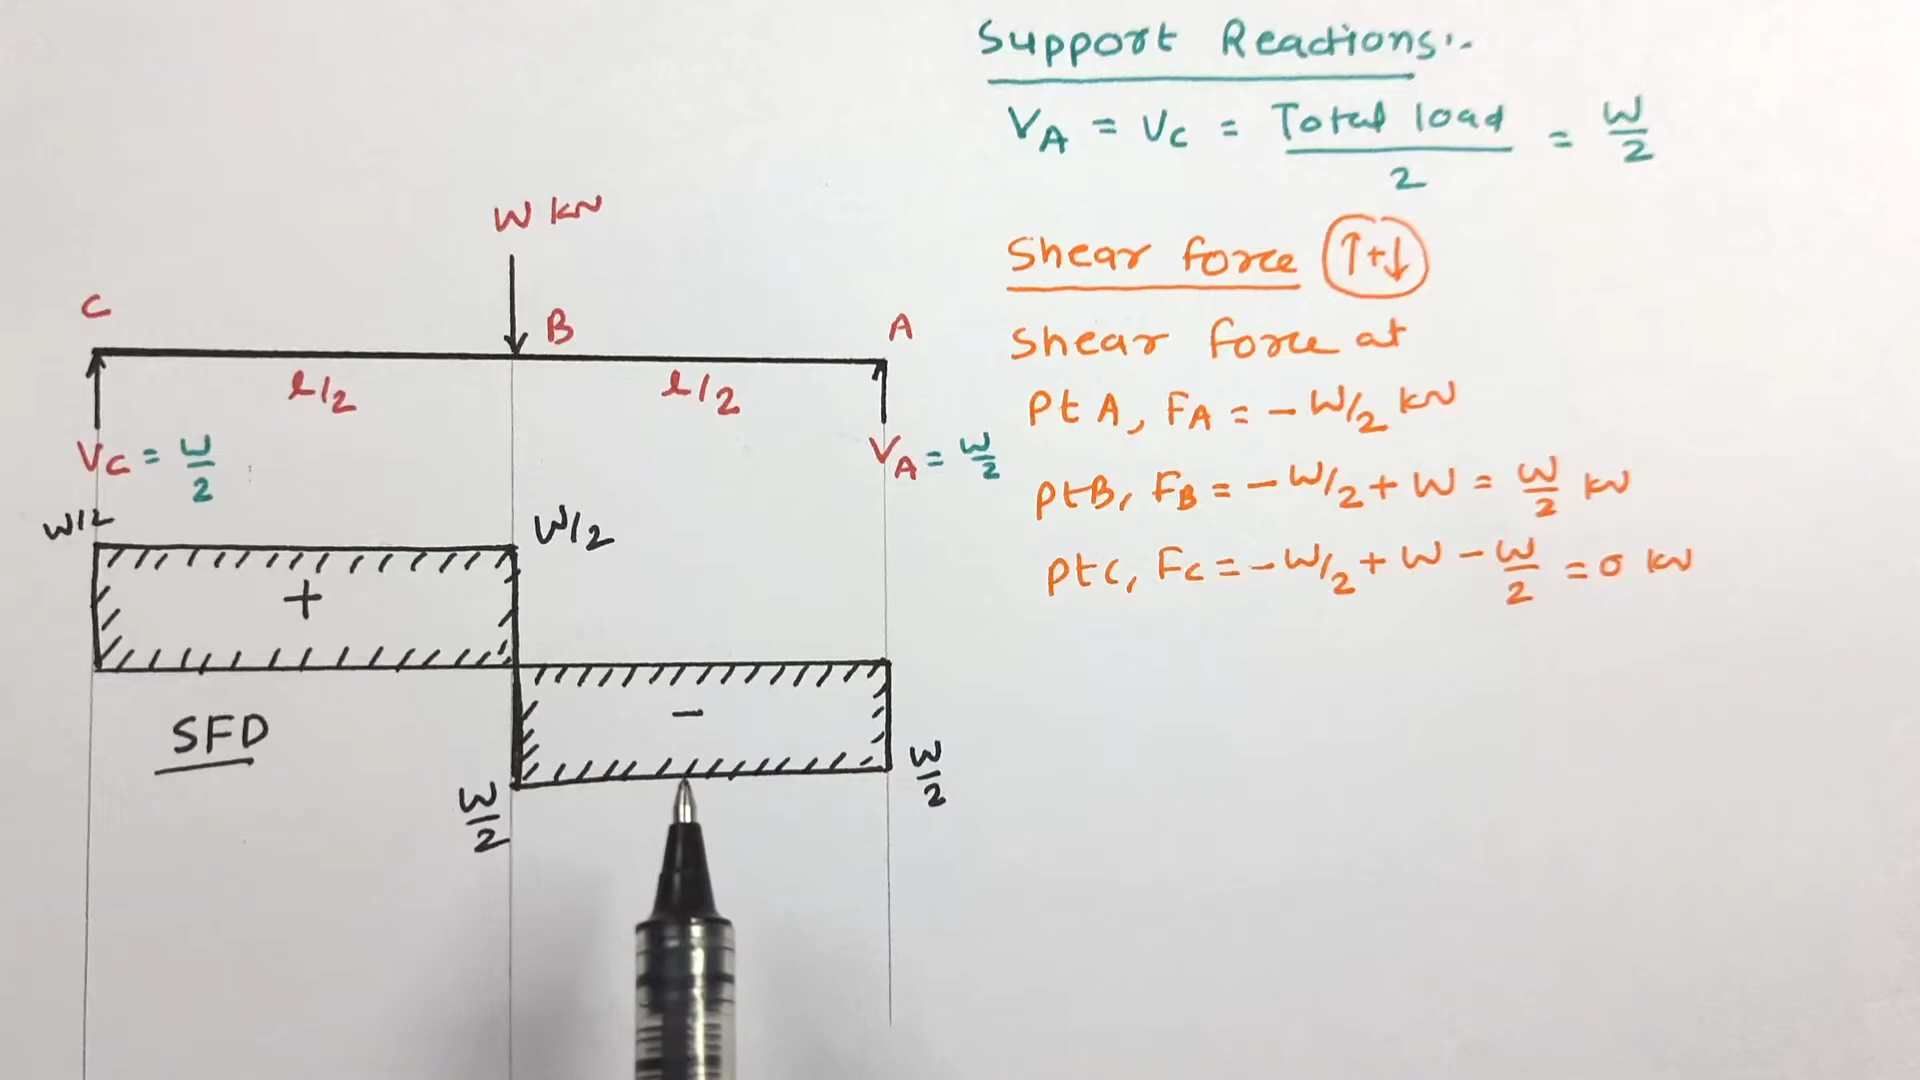 Support Reactions:-
VA = VC = Total load / 2 = W/2
Shear force ↑+↓
Shear force at
Pt A, FA = -W/2 kN
Pt B, FB = -W/2 + W = W/2 kN
Pt C, FC = -W/2 + W - W/2 = 0 kN
W kN
C
B
A
l/2
l/2
VC = W/2
VA = W/2
W/2
W/2
+
-
SFD
W/2
W/2